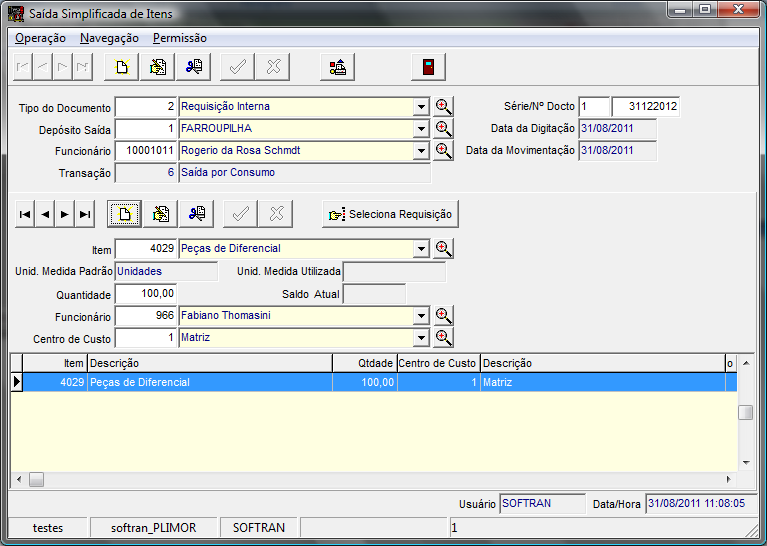 Saída Simplificada de Itens
Operação Navegação Permissão
Tipo do Documento 2 Requisição Interna Série/Nº Docto 1 31122012
Depósito Saída 1 FARROUPILHA Data da Digitação 31/08/2011
Funcionário 10001011 Rogerio da Rosa Schmdt Data da Movimentação 31/08/2011
Transação 6 Saída por Consumo
Seleciona Requisição
Item 4029 Peças de Diferencial
Unid. Medida Padrão Unidades Unid. Medida Utilizada
Quantidade 100,00 Saldo Atual
Funcionário 966 Fabiano Thomasini
Centro de Custo 1 Matriz
Item Descrição Qtdade Centro de Custo Descrição o
4029 Peças de Diferencial 100,00 1 Matriz
Usuário SOFTRAN Data/Hora 31/08/2011 11:08:05
testes softran_PLIMOR SOFTRAN 1